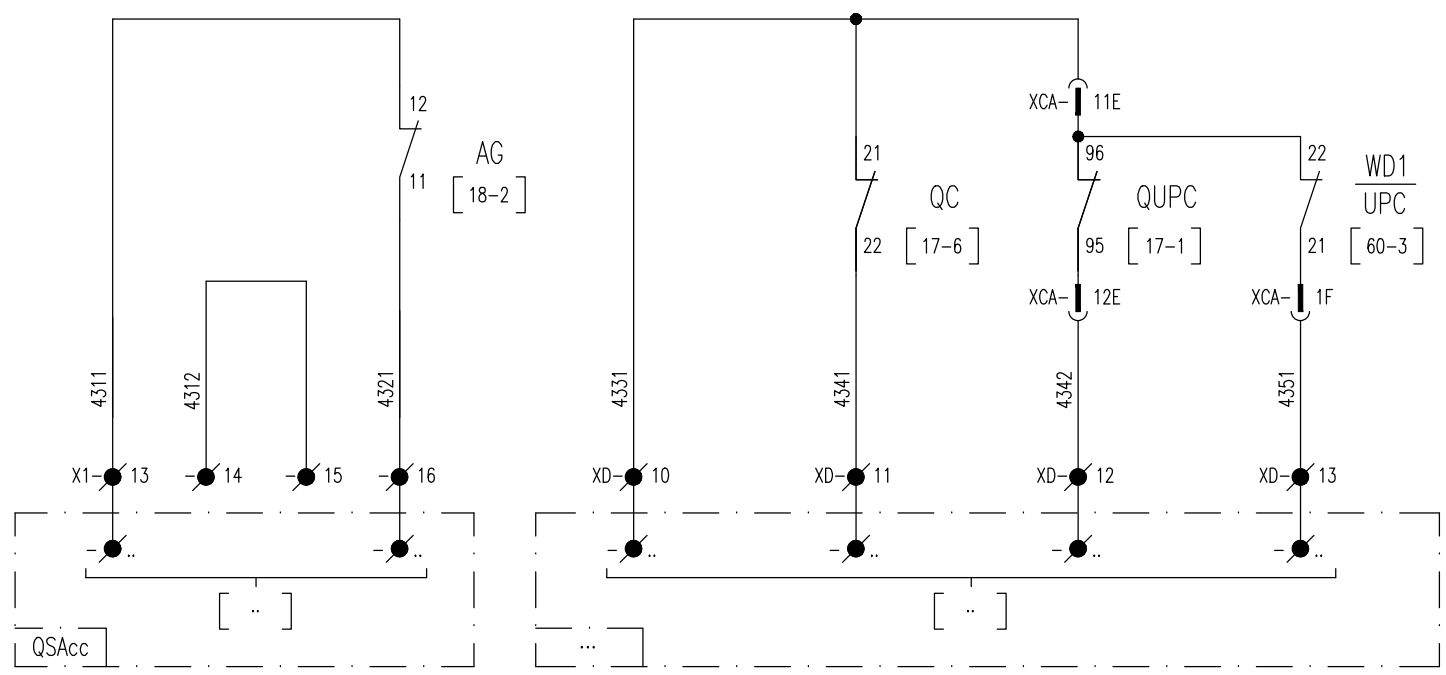 12
AG
11
[ 18-2 ]
4311
4312
4321
X1- 13
- 14
- 15
- 16
- ..
- ..
[ .. ]
QSAcc
XCA- 11E
21
QC
22
[ 17-6 ]
96
QUPC
95
[ 17-1 ]
22
WD1
UPC
21
[ 60-3 ]
XCA- 12E
XCA- 1F
4331
4341
4342
4351
XD- 10
XD- 11
XD- 12
XD- 13
- ..
- ..
- ..
- ..
[ .. ]
...